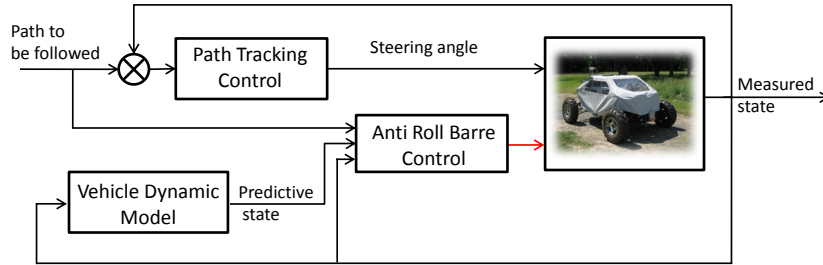 Path to
be followed
Path Tracking
Control
Steering angle
Measured
state
Anti Roll Barre
Control
Vehicle Dynamic
Model
Predictive
state